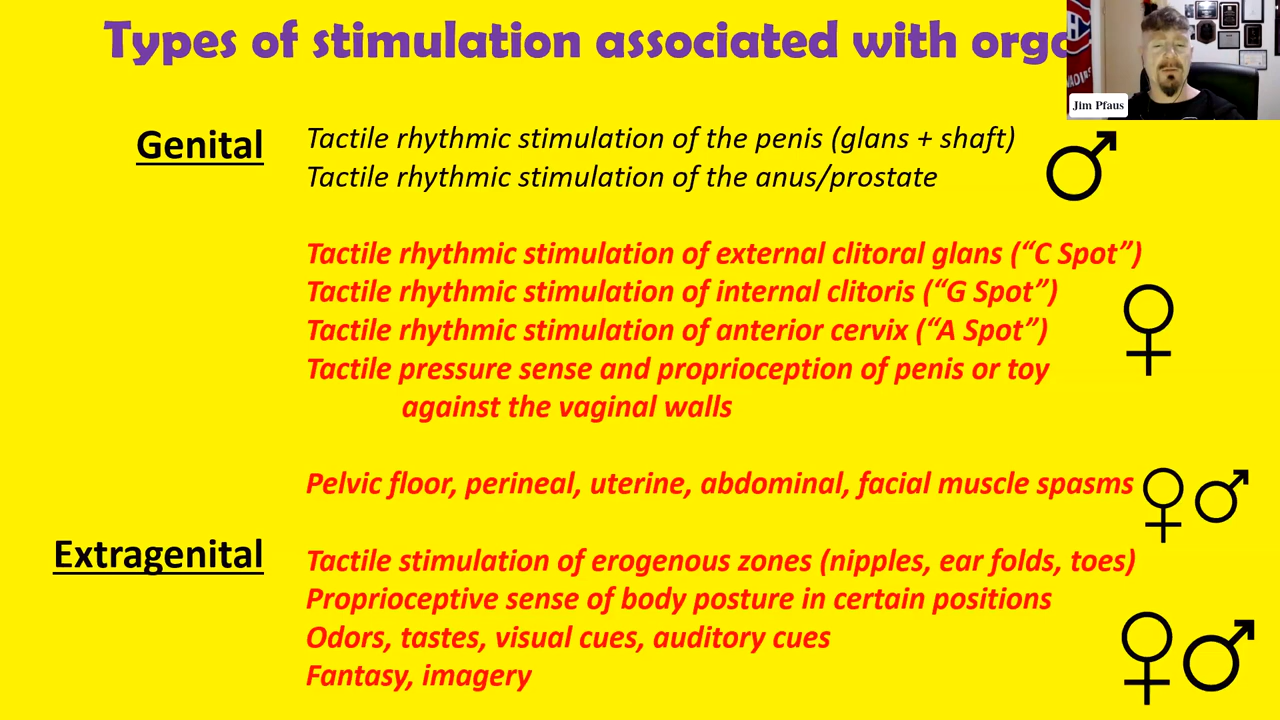 Types of stimulation associated with orga
Jim Pfaus
Genital
Tactile rhythmic stimulation of the penis (glans + shaft)
Tactile rhythmic stimulation of the anus/prostate
Tactile rhythmic stimulation of external clitoral glans (“C Spot”)
Tactile rhythmic stimulation of internal clitoris (“G Spot”)
Tactile rhythmic stimulation of anterior cervix (“A Spot”)
Tactile pressure sense and proprioception of penis or toy
against the vaginal walls
Pelvic floor, perineal, uterine, abdominal, facial muscle spasms
Extragenital
Tactile stimulation of erogenous zones (nipples, ear folds, toes)
Proprioceptive sense of body posture in certain positions
Odors, tastes, visual cues, auditory cues
Fantasy, imagery